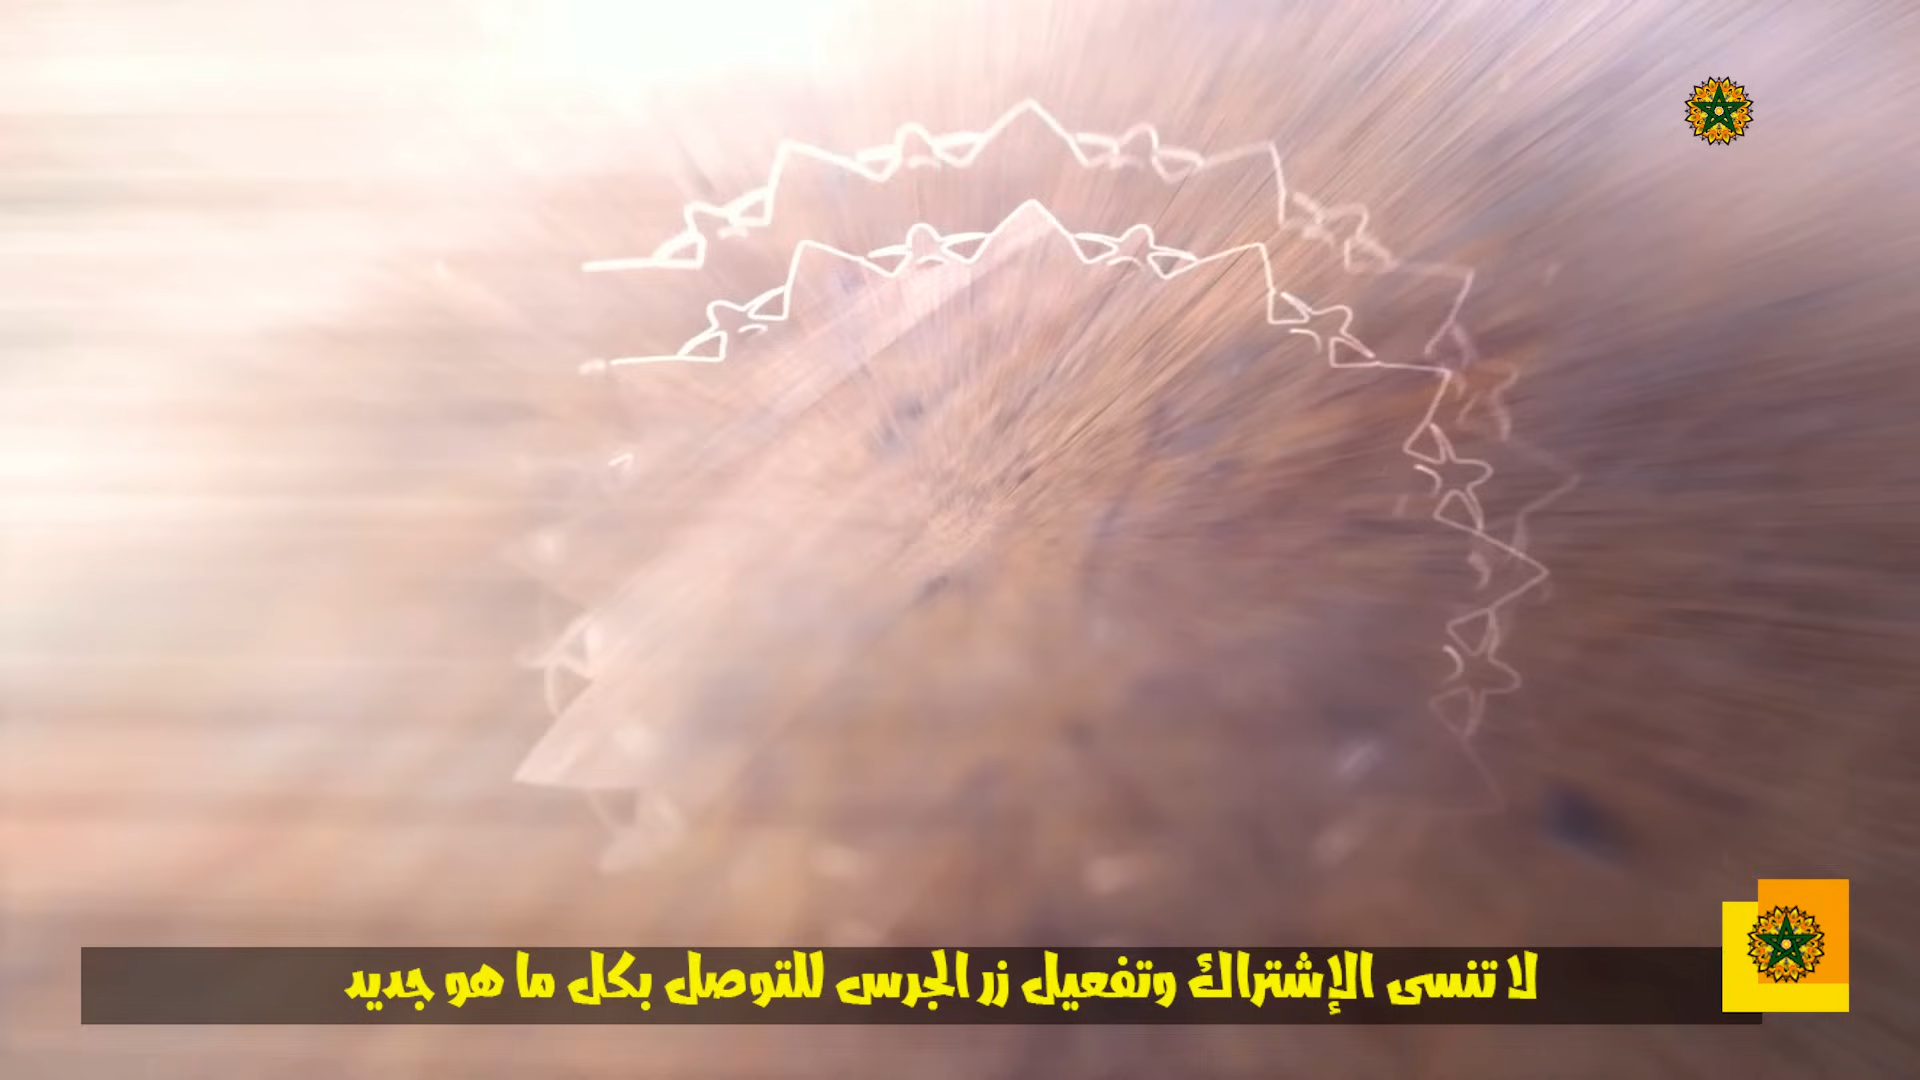 لا تنسى الإشتراك وتفعيل زر الجرس للتوصل بكل ما هو جديد